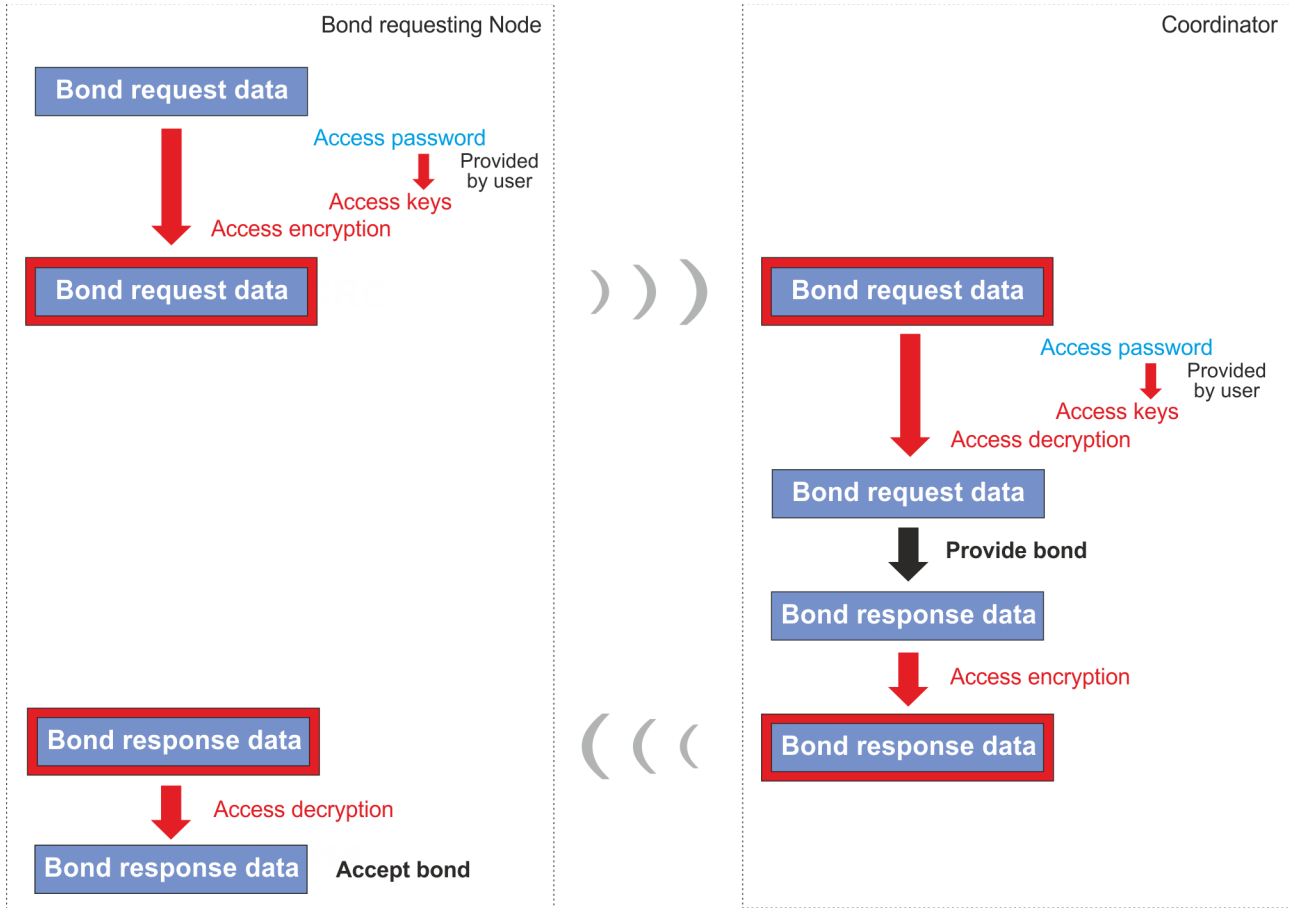 Bond requesting Node
Bond request data
Access password
Provided
by user
Access keys
Access encryption
Bond request data
Coordinator
Bond request data
Access password
Provided
by user
Access keys
Access decryption
Bond request data
Provide bond
Bond response data
Access encryption
Bond response data
Bond response data
Access decryption
Bond response data
Accept bond